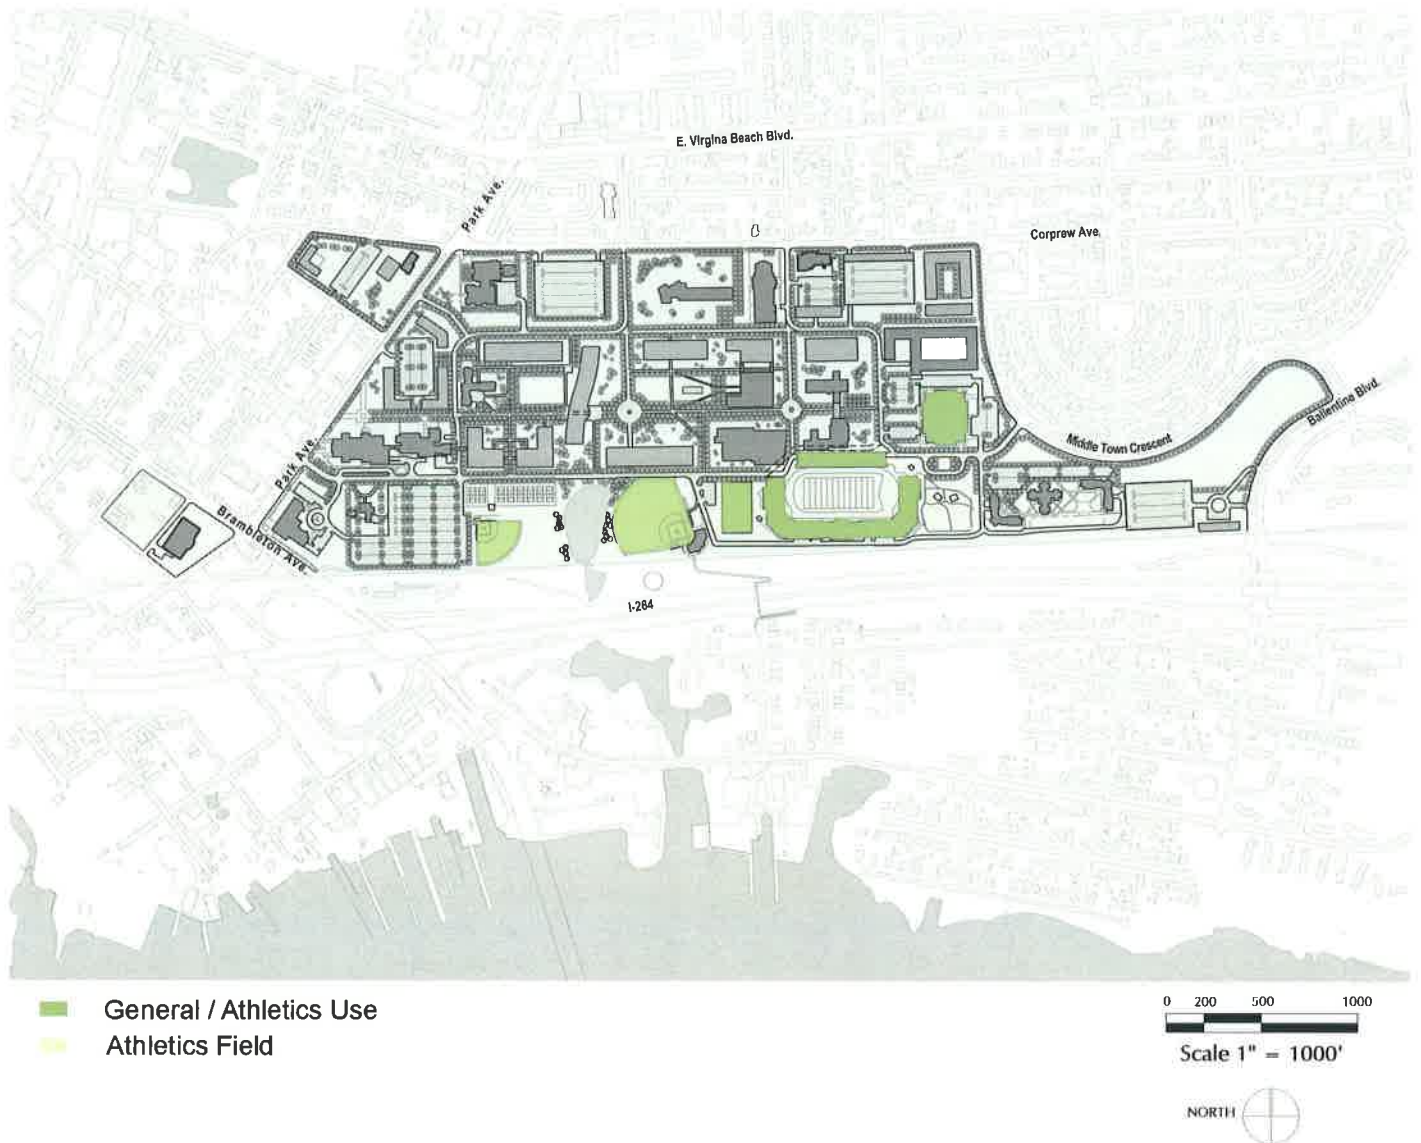 E. Virgina Beach Blvd.
Park Ave.
Corprew Ave.
Ballentine Blvd.
Middle Town Crescent
Park Ave.
Brambleton Ave.
I-264
General / Athletics Use
Athletics Field
0 200 500 1000
Scale 1" = 1000'
NORTH